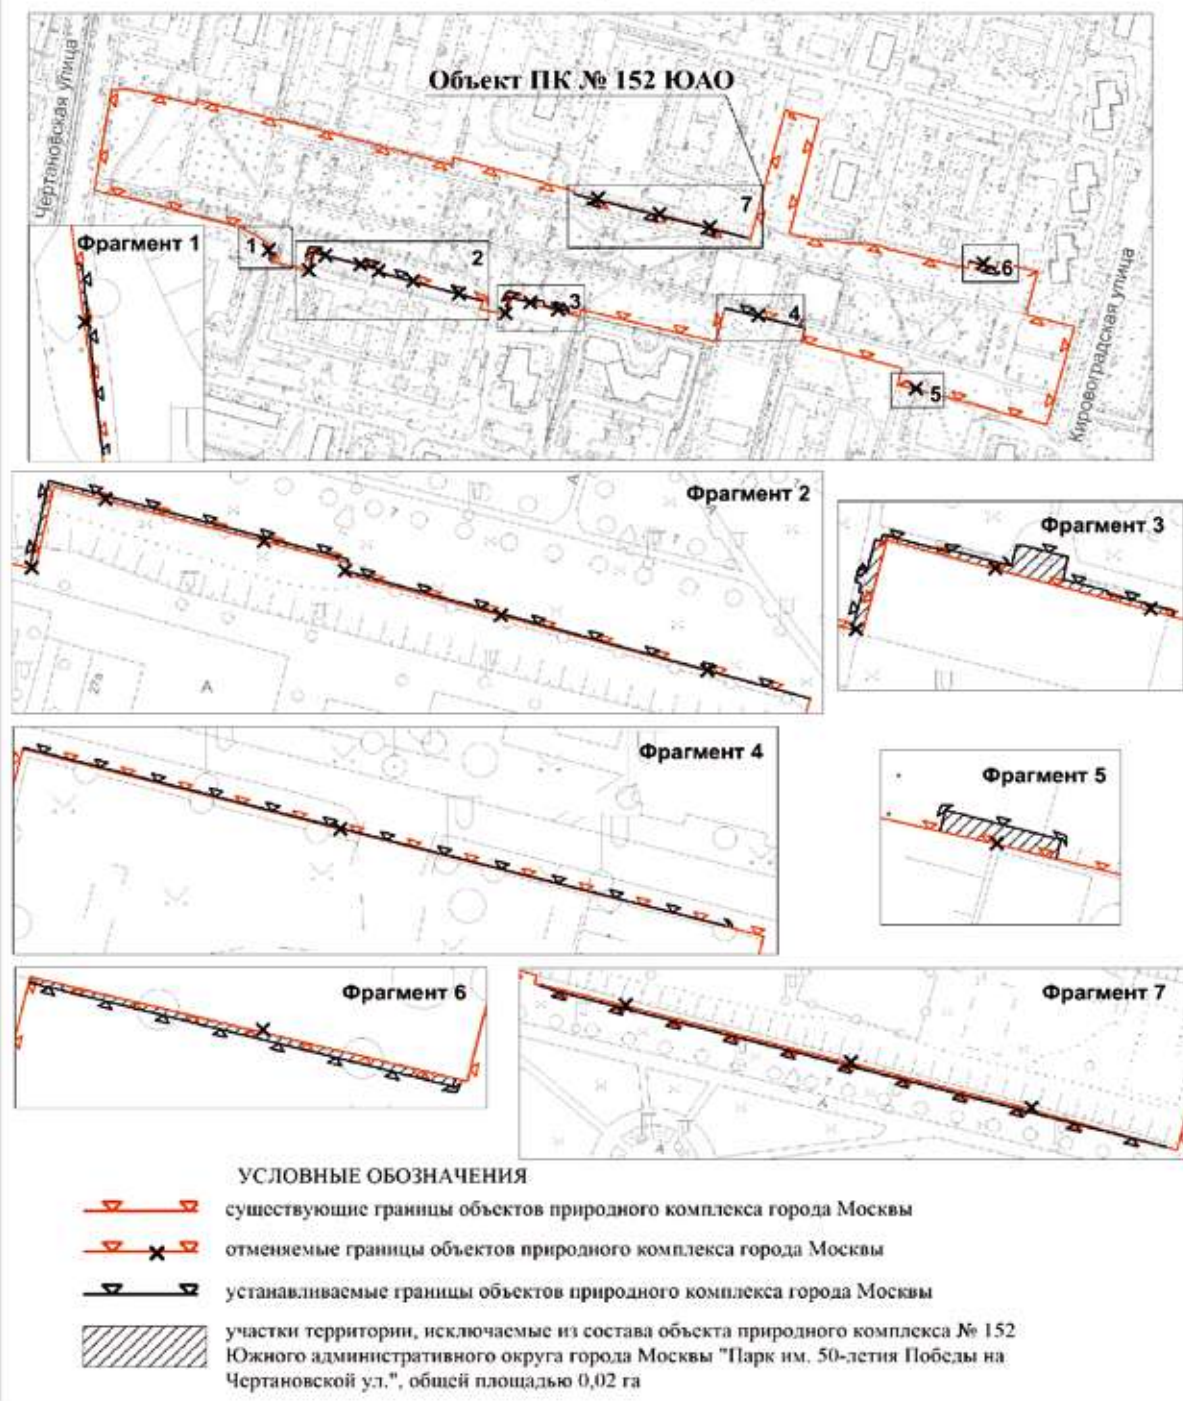 Объект ПК № 152 ЮАО
Чертановская улица
Кировоградская улица
Фрагмент 1
1
2
3
4
5
6
7
Фрагмент 2
27а
А
А
Фрагмент 3
Фрагмент 4
Фрагмент 5
Фрагмент 6
Фрагмент 7
А
А
УСЛОВНЫЕ ОБОЗНАЧЕНИЯ
существующие границы объектов природного комплекса города Москвы
отменяемые границы объектов природного комплекса города Москвы
устанавливаемые границы объектов природного комплекса города Москвы
участки территории, исключаемые из состава объекта природного комплекса № 152
Южного административного округа города Москвы "Парк им. 50-летия Победы на
Чертановской ул.", общей площадью 0,02 га